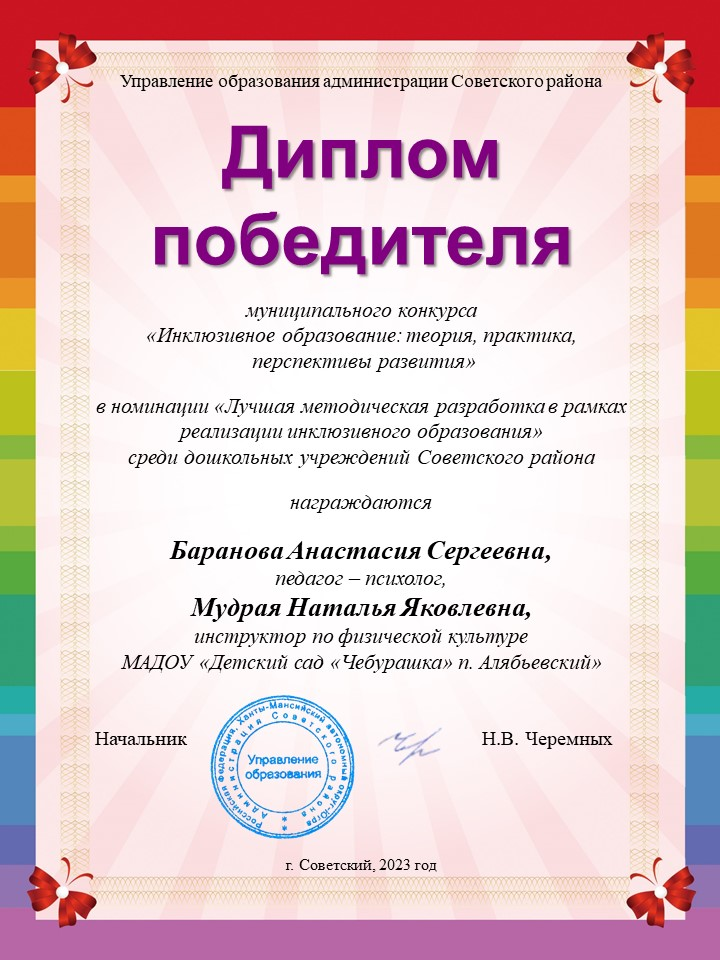 Управление образования администрации Советского района
Диплом
победителя
муниципального конкурса
«Инклюзивное образование: теория, практика,
перспективы развития»
в номинации «Лучшая методическая разработка в рамках
реализации инклюзивного образования»
среди дошкольных учреждений Советского района
награждаются
Баранова Анастасия Сергеевна,
педагог – психолог,
Мудрая Наталья Яковлевна,
инструктор по физической культуре
МАДОУ «Детский сад «Чебурашка» п. Алябьевский»
Российская Федерация, Ханты-Мансийский автономный округ-Югра
Администрация Советского района
Управление
образования
Начальник
Н.В. Черемных
г. Советский, 2023 год